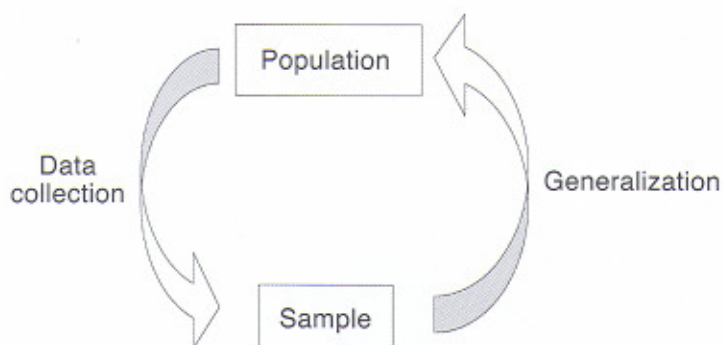 Population
Data
collection
Generalization
Sample